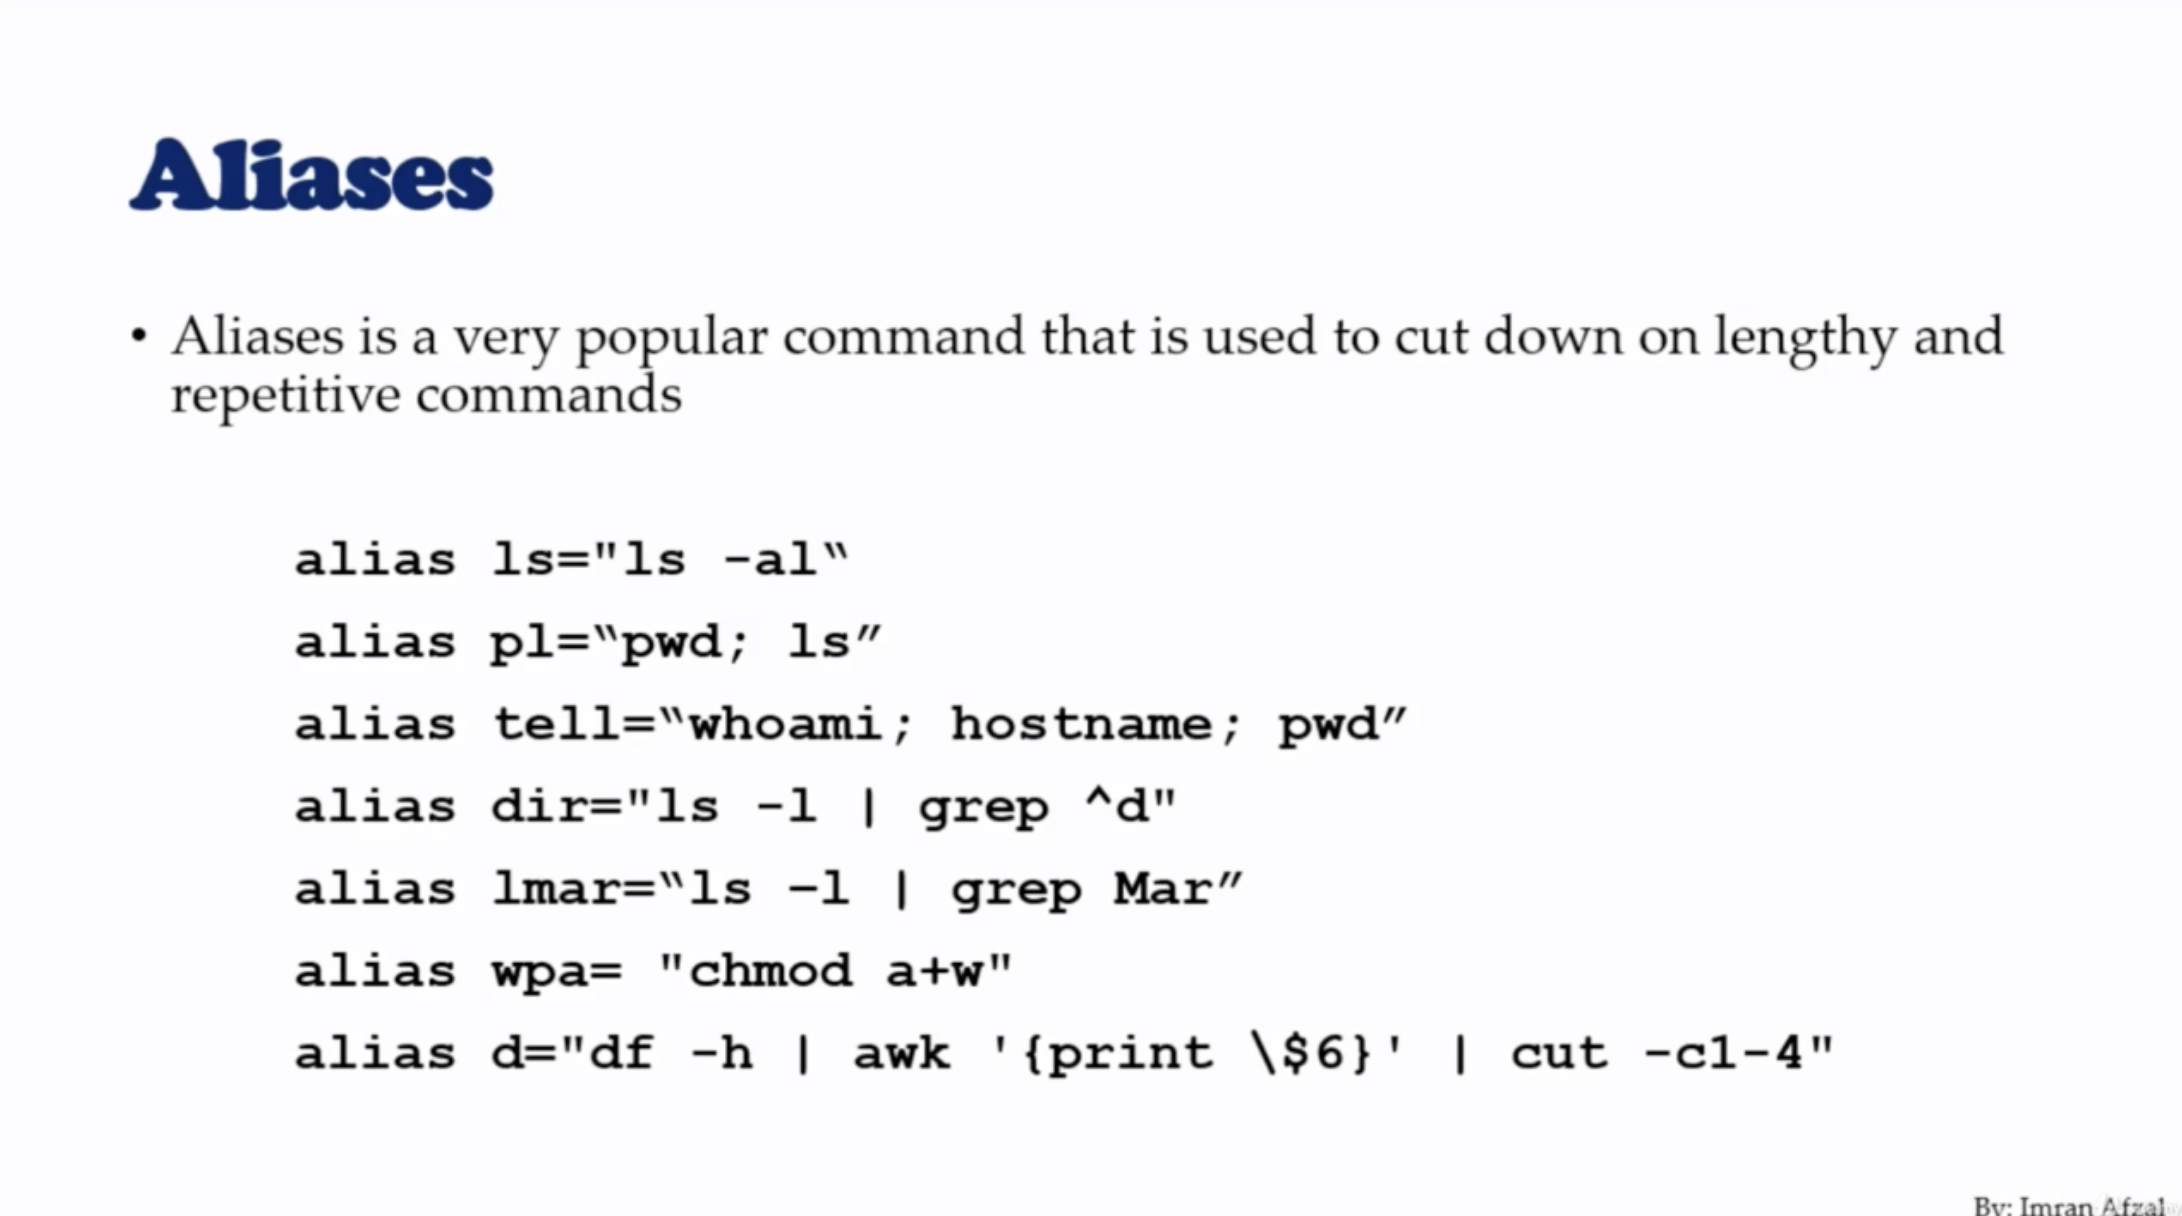 Aliases
• Aliases is a very popular command that is used to cut down on lengthy and
repetitive commands
alias ls="ls -al“
alias pl=“pwd; ls”
alias tell=“whoami; hostname; pwd”
alias dir="ls -l | grep ^d"
alias lmar=“ls –l | grep Mar”
alias wpa= "chmod a+w"
alias d="df -h | awk '{print \$6}' | cut -c1-4"
By: Imran Afzal